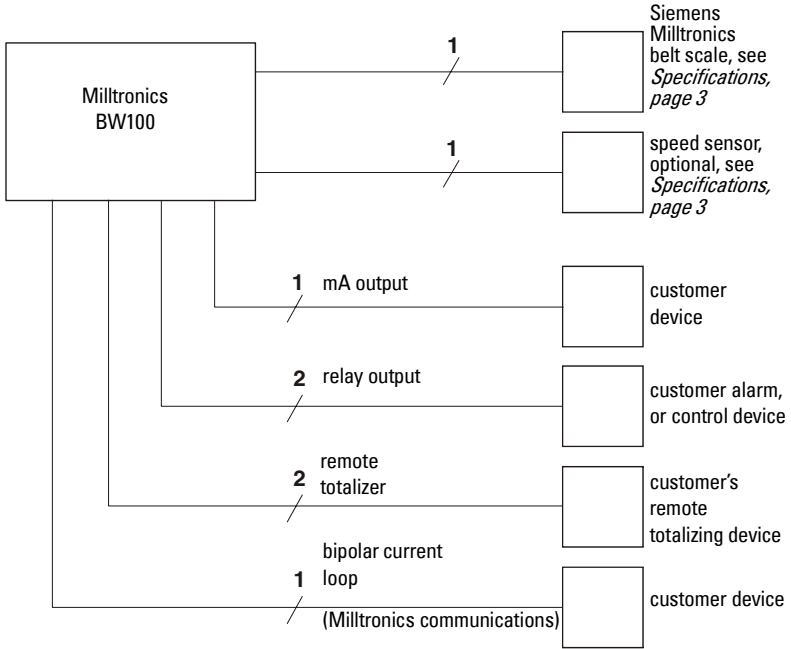 Milltronics
BW100
1
Siemens
Milltronics
belt scale, see
Specifications,
page 3
1
speed sensor,
optional, see
Specifications,
page 3
1 mA output
customer
device
2 relay output
customer alarm,
or control device
2 remote
totalizer
customer's
remote
totalizing device
bipolar current
1 loop
(Milltronics communications)
customer device